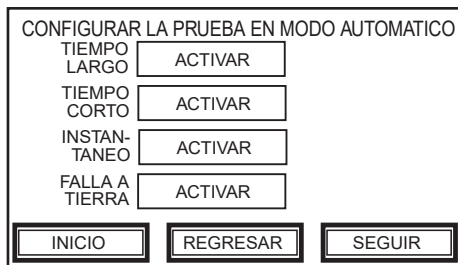 CONFIGURAR LA PRUEBA EN MODO AUTOMATICO
TIEMPO
LARGO
ACTIVAR
TIEMPO
CORTO
ACTIVAR
INSTAN-
TANEO
ACTIVAR
FALLA A
TIERRA
ACTIVAR
INICIO
REGRESAR
SEGUIR